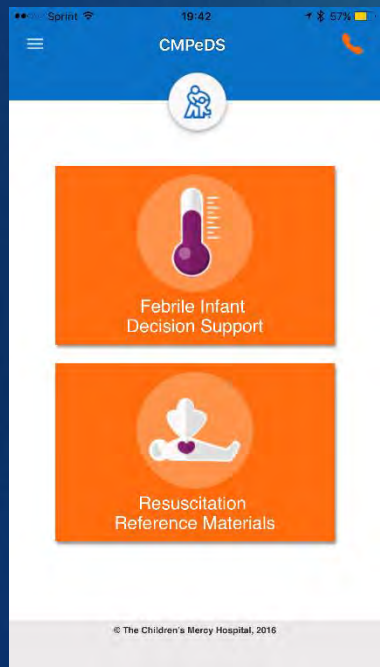 Sprint 19:42 57%
CMPeDS
Febrile Infant
Decision Support
Resuscitation
Reference Materials
© The Children's Mercy Hospital, 2016